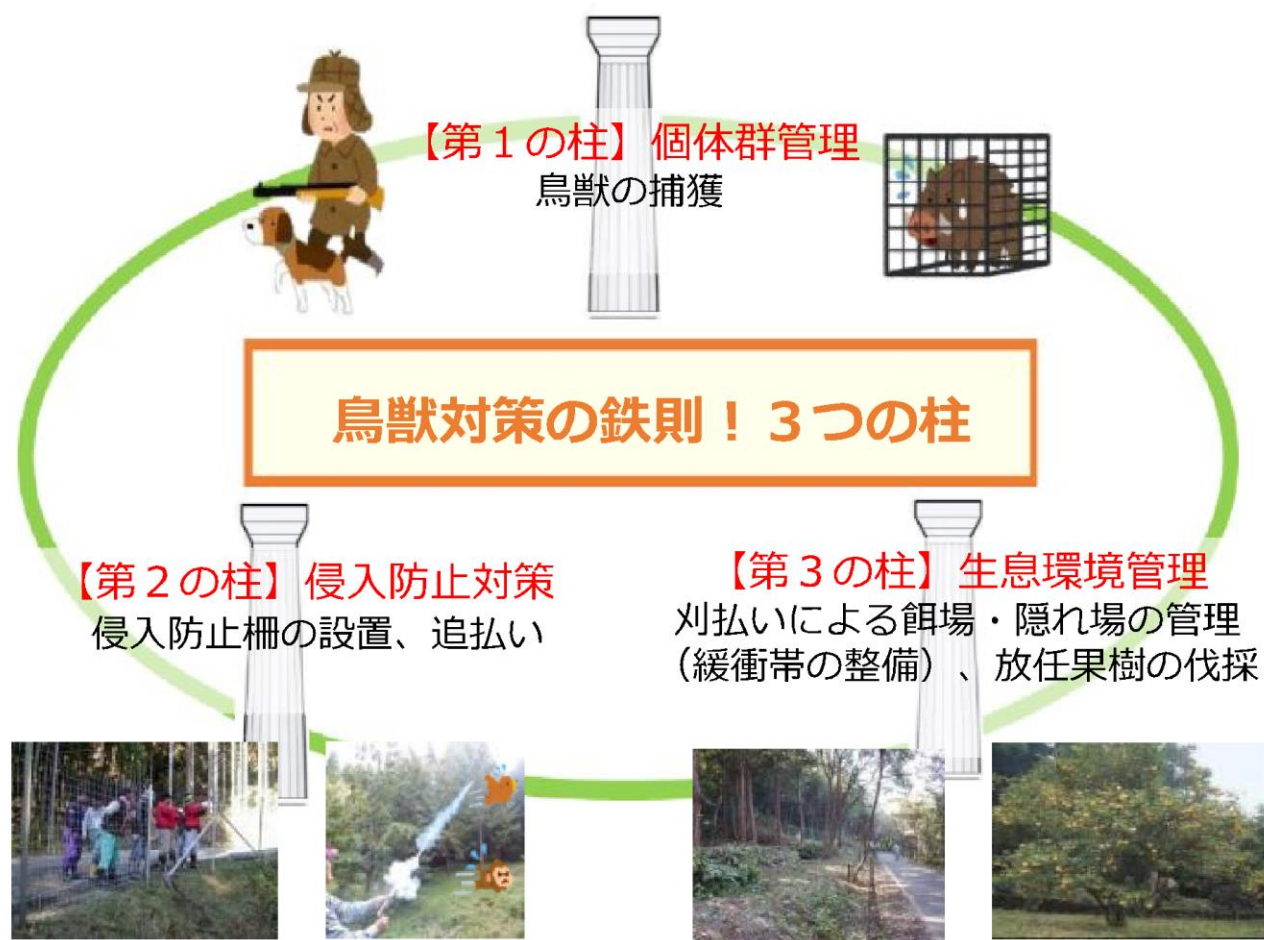 【第１の柱】個体群管理
鳥獣の捕獲
鳥獣対策の鉄則！３つの柱
【第２の柱】侵入防止対策
侵入防止柵の設置、追払い
【第３の柱】生息環境管理
刈払いによる餌場・隠れ場の管理
（緩衝帯の整備）、放任果樹の伐採